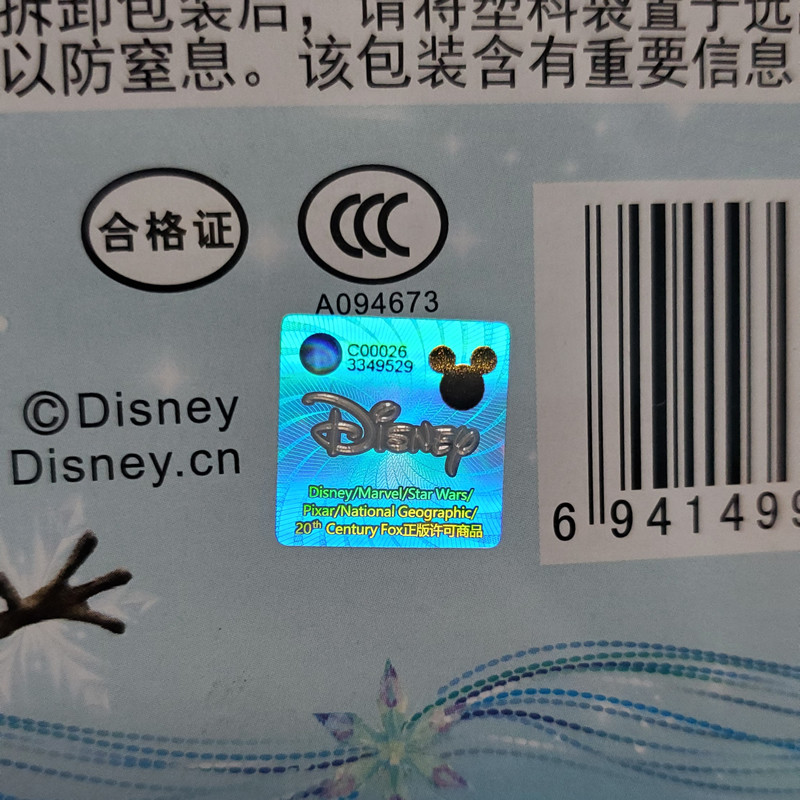 拆卸包装后，请将塑料袋置于远
以防窒息。该包装含有重要信息
合格证
CCC
A094673
C00026
3349529
Disney
Disney/Marvel/Star Wars/
Pixar/National Geographic/
20th Century Fox正版许可商品
©Disney
Disney.cn
6 941499